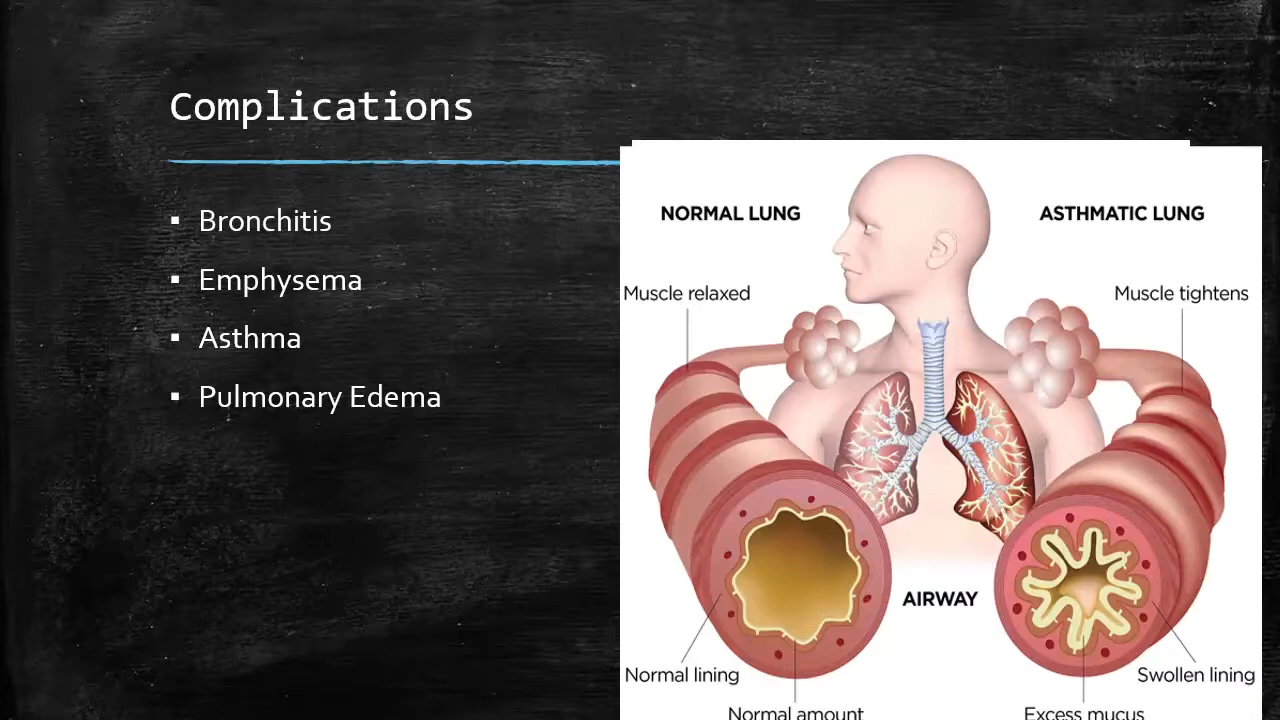 Complications
▪ Bronchitis
▪ Emphysema
▪ Asthma
▪ Pulmonary Edema
NORMAL LUNG
ASTHMATIC LUNG
Muscle relaxed
Muscle tightens
AIRWAY
Normal lining
Swollen lining
Normal amount
Excess mucus